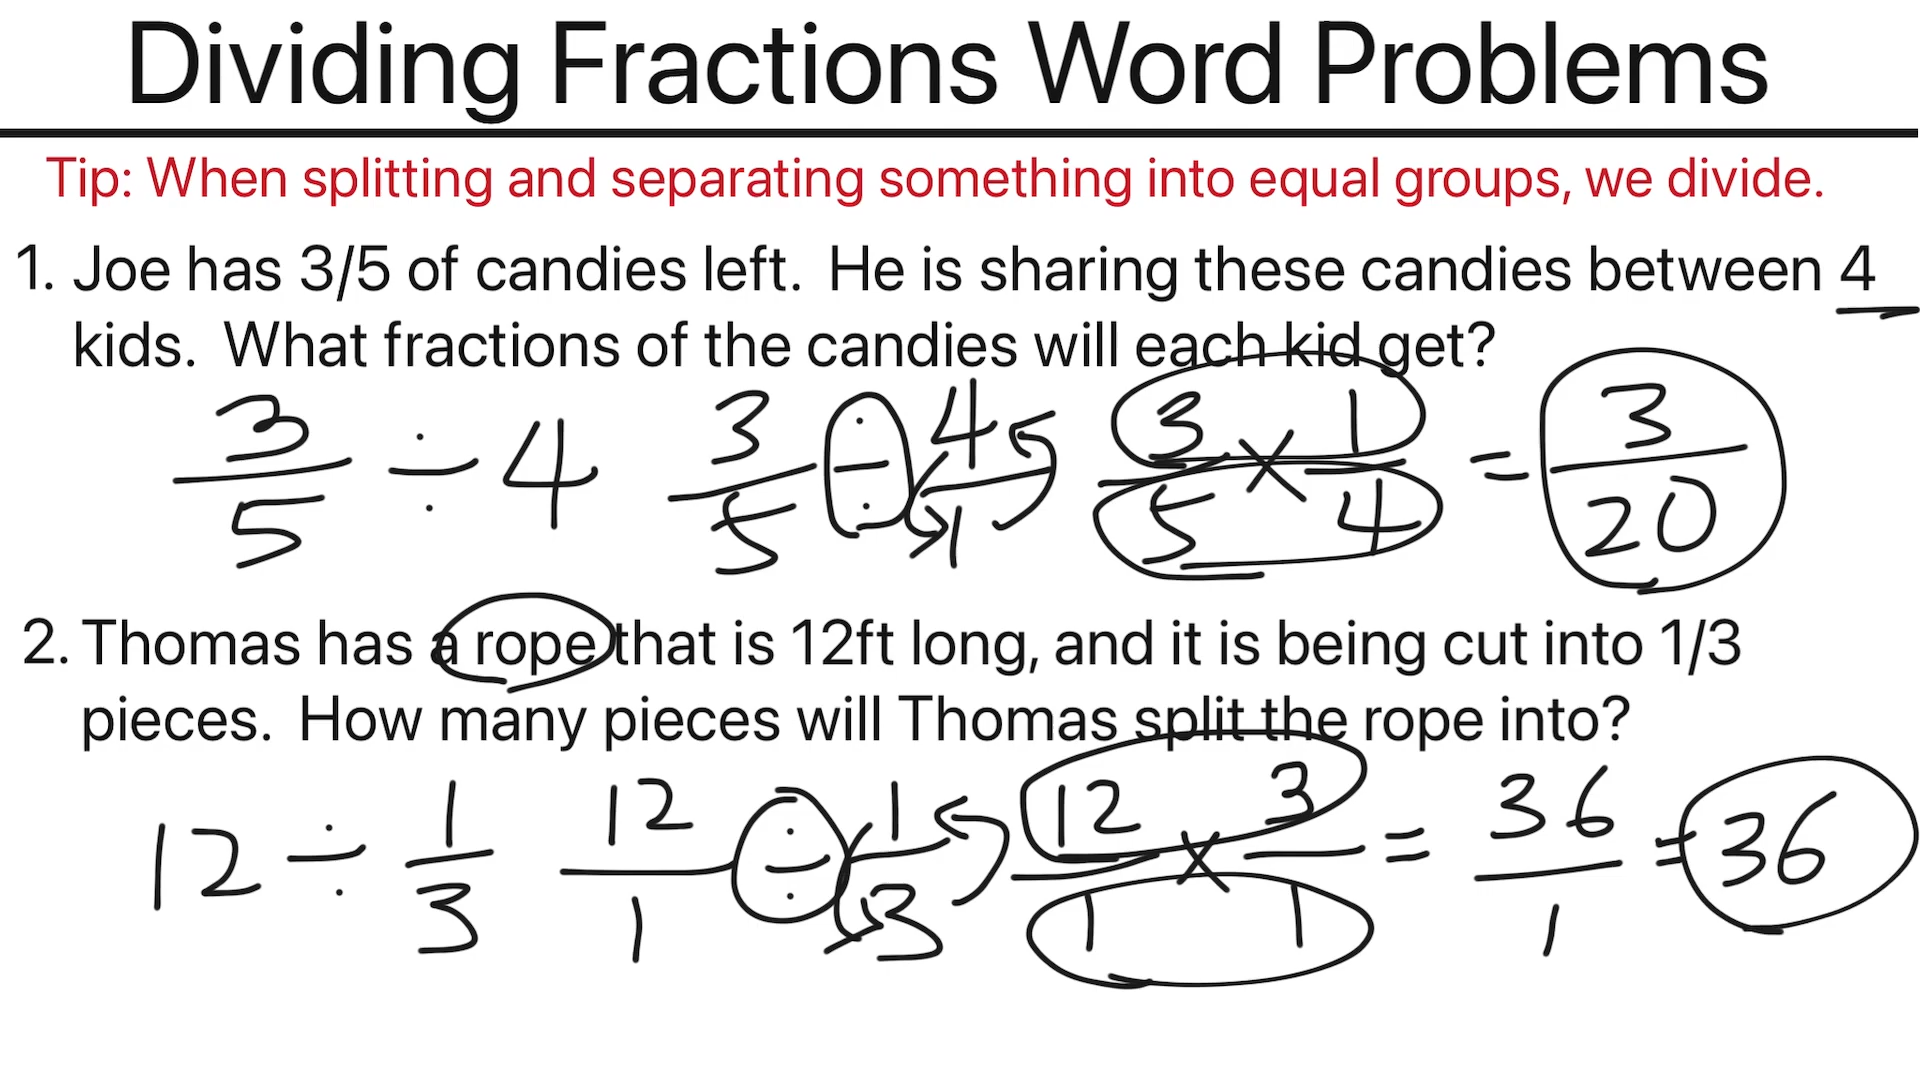 Dividing Fractions Word Problems
Tip: When splitting and separating something into equal groups, we divide.
1. Joe has 3/5 of candies left. He is sharing these candies between 4
kids. What fractions of the candies will each kid get?
3/5 ÷ 4 3/5 ÷ 4/1 3/5 × 1/4 = 3/20
2. Thomas has a rope that is 12ft long, and it is being cut into 1/3
pieces. How many pieces will Thomas split the rope into?
12 ÷ 1/3 12/1 ÷ 1/3 12/1 × 3/1 = 36/1 = 36